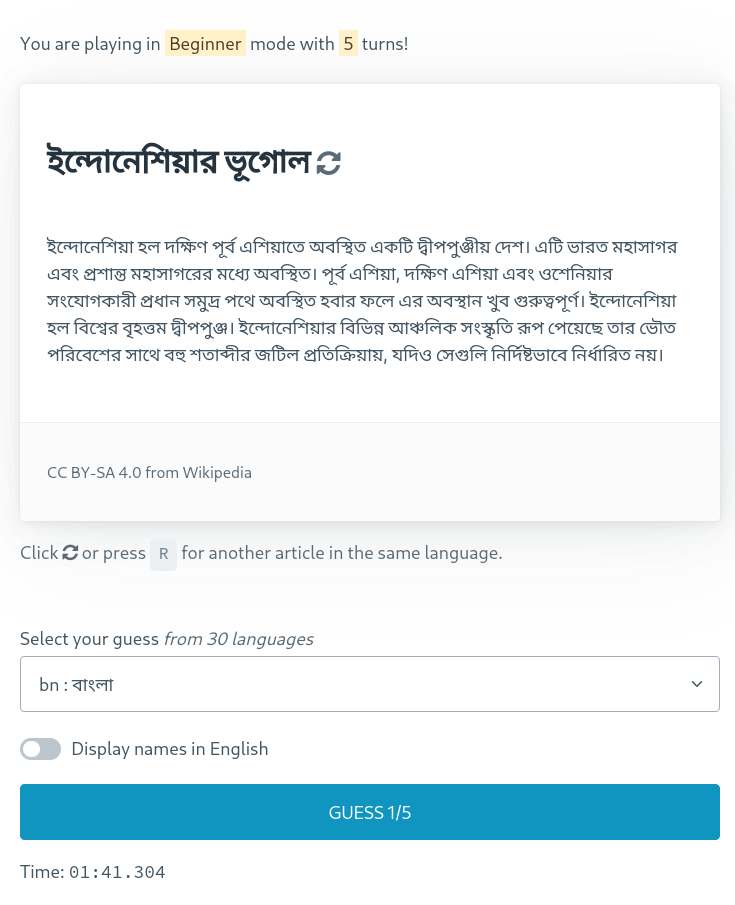 You are playing in Beginner mode with 5 turns!
ইন্দোনেশিয়ার ভূগোল
ইন্দোনেশিয়া হল দক্ষিণ পূর্ব এশিয়াতে অবস্থিত একটি দ্বীপপুঞ্জীয় দেশ। এটি ভারত মহাসাগর
এবং প্রশান্ত মহাসাগরের মধ্যে অবস্থিত। পূর্ব এশিয়া, দক্ষিণ এশিয়া এবং ওশেনিয়ার
সংযোগকারী প্রধান সমুদ্র পথে অবস্থিত হবার ফলে এর অবস্থান খুব গুরুত্বপূর্ণ। ইন্দোনেশিয়া
হল বিশ্বের বৃহত্তম দ্বীপপুঞ্জ। ইন্দোনেশিয়ার বিভিন্ন আঞ্চলিক সংস্কৃতি রূপ পেয়েছে তার ভৌত
পরিবেশের সাথে বহু শতাব্দীর জটিল প্রতিক্রিয়ায়, যদিও সেগুলি নির্দিষ্টভাবে নির্ধারিত নয়।
CC BY-SA 4.0 from Wikipedia
Click or press R for another article in the same language.
Select your guess from 30 languages
bn : বাংলা
Display names in English
GUESS 1/5
Time: 01:41.304